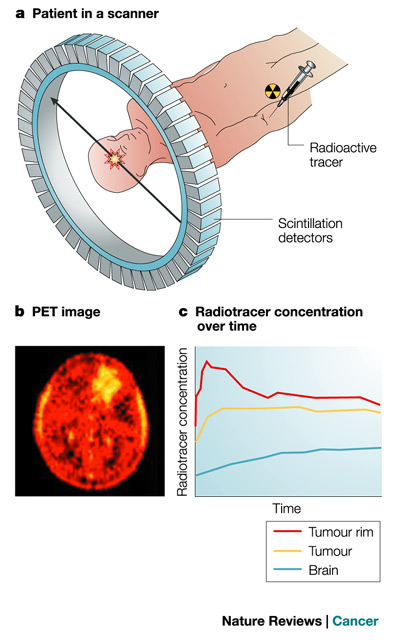 a Patient in a scanner
Radioactive
tracer
Scintillation
detectors
b PET image
c Radiotracer concentration
over time
Radiotracer concentration
Time
Tumour rim
Tumour
Brain
Nature Reviews | Cancer